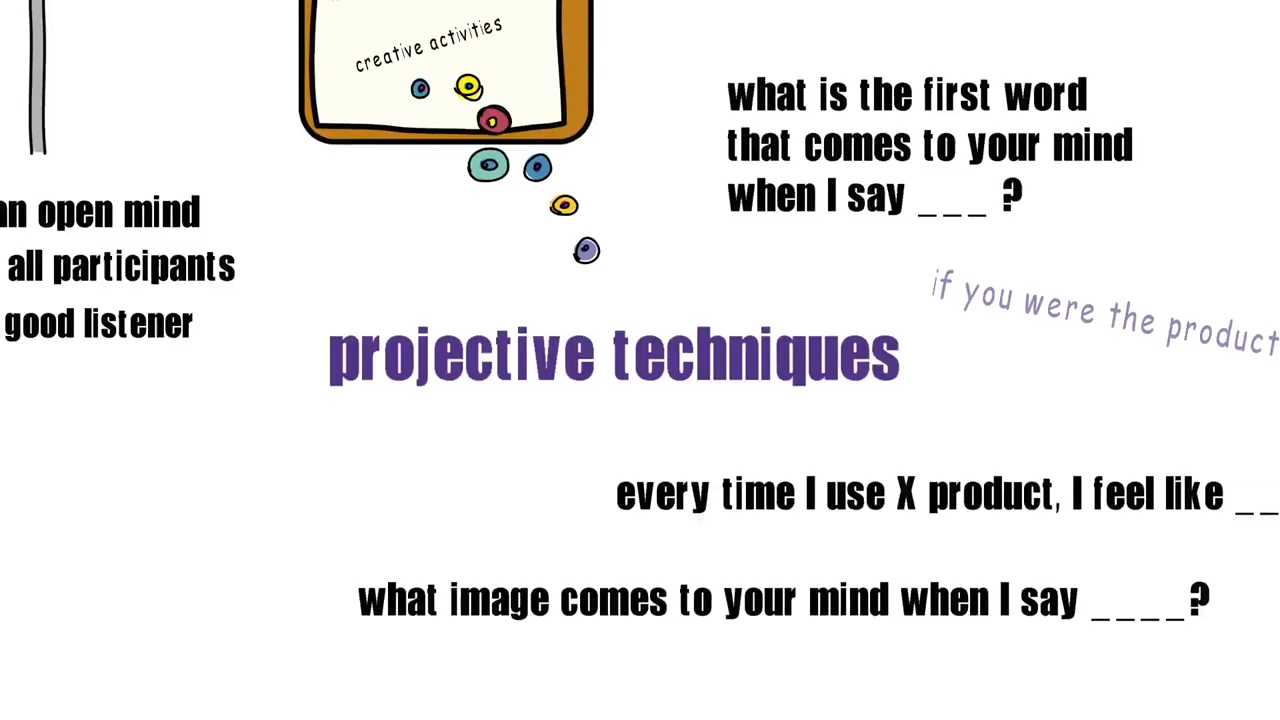 creative activities
what is the first word
that comes to your mind
when I say _ _ _ ?
an open mind
all participants
good listener
if you were the product
projective techniques
every time I use X product, I feel like _ _
what image comes to your mind when I say _ _ _ _ ?